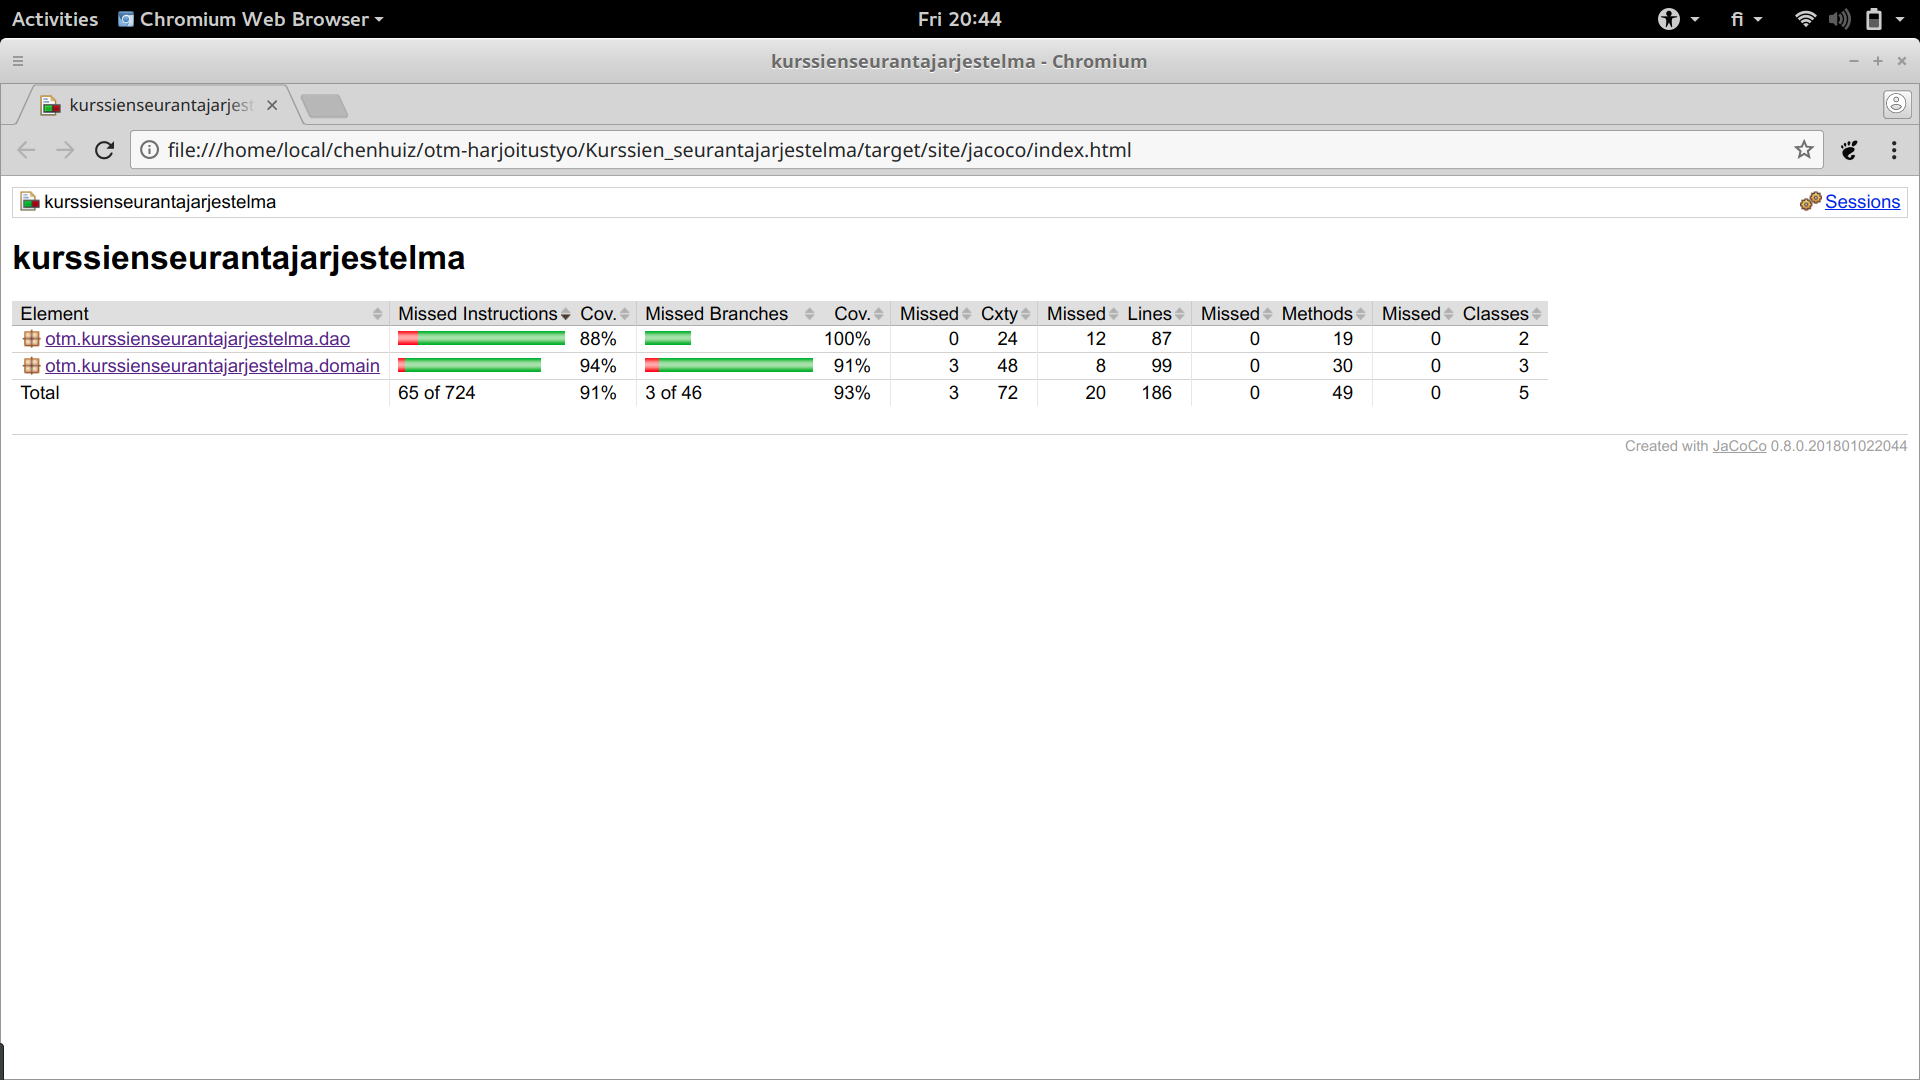 Activities Chromium Web Browser Fri 20:44 fi
kurssienseurantajarjestelma - Chromium
kurssienseurantajarjest
file:///home/local/chenhuiz/otm-harjoitustyo/Kurssien_seurantajarjestelma/target/site/jacoco/index.html
kurssienseurantajarjestelma Sessions
kurssienseurantajarjestelma
Element Missed Instructions Cov. Missed Branches Cov. Missed Cxty Missed Lines Missed Methods Missed Classes
otm.kurssienseurantajarjestelma.dao 88% 100% 0 24 12 87 0 19 0 2
otm.kurssienseurantajarjestelma.domain 94% 91% 3 48 8 99 0 30 0 3
Total 65 of 724 91% 3 of 46 93% 3 72 20 186 0 49 0 5
Created with JaCoCo 0.8.0.201801022044